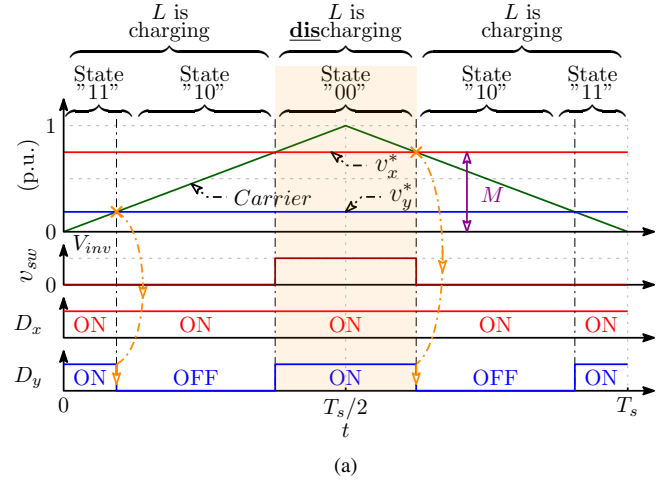 L is
charging
L is
discharging
L is
charging
State
"11"
State
"10"
State
"00"
State
"10"
State
"11"
1
(p.u.)
v*x
Carrier
v*y
M
0
Vinv
vsw
0
Dx
ON ON ON ON ON
Dy
ON OFF ON OFF ON
0
Ts/2
Ts
t
(a)